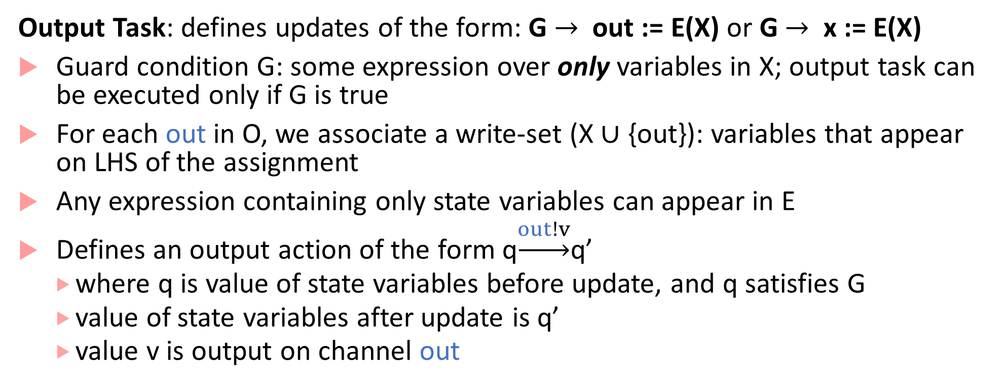 Output Task: defines updates of the form: G → out := E(X) or G → x := E(X)
Guard condition G: some expression over only variables in X; output task can
be executed only if G is true
For each out in O, we associate a write-set (X ∪ {out}): variables that appear
on LHS of the assignment
Any expression containing only state variables can appear in E
out!v
Defines an output action of the form q⟶q’
where q is value of state variables before update, and q satisfies G
value of state variables after update is q’
value v is output on channel out